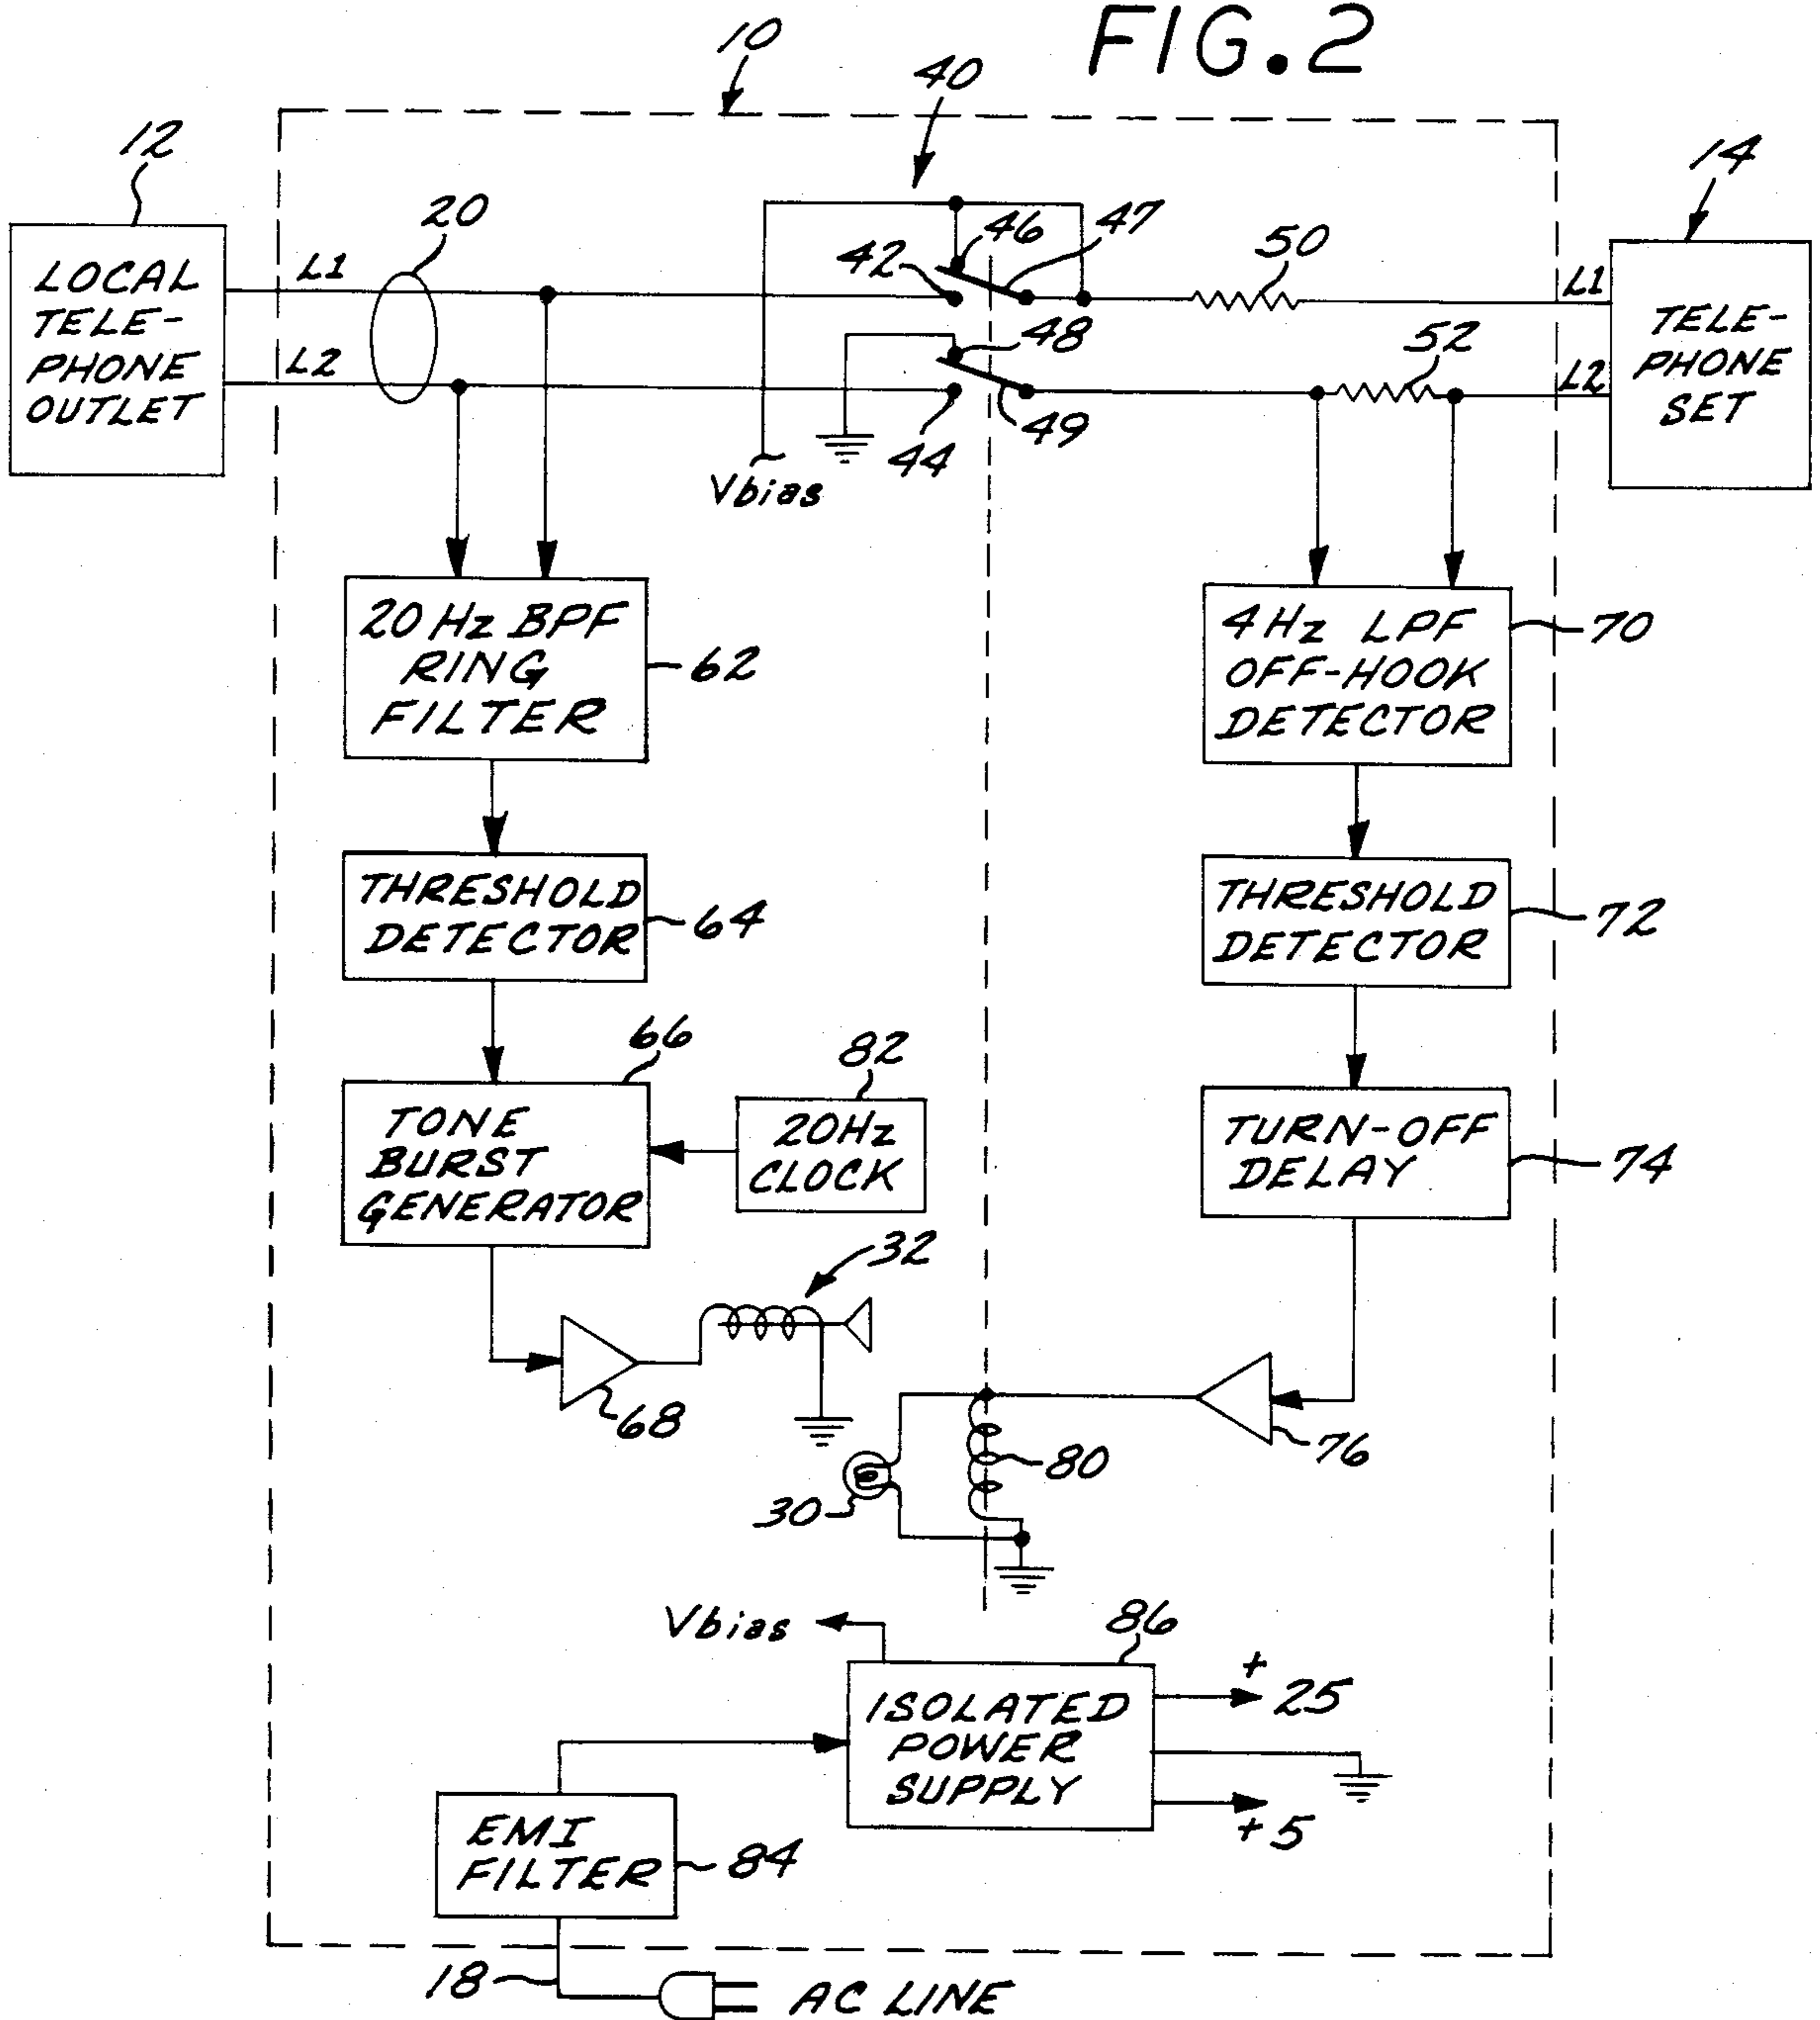 FIG.2
10
40
12
14
20
46
47
50
LOCAL
TELE-
PHONE
OUTLET
L1
42
L1
TELE-
PHONE
SET
48
52
L2
L2
44
49
Vbias
20 Hz BPF
RING
FILTER
62
4 Hz LPF
OFF-HOOK
DETECTOR
70
THRESHOLD
DETECTOR
64
THRESHOLD
DETECTOR
72
66
82
TONE
BURST
GENERATOR
20Hz
CLOCK
TURN-OFF
DELAY
74
32
68
76
80
30
Vbias
86
ISOLATED
POWER
SUPPLY
+25
+5
EMI
FILTER
84
18
AC LINE